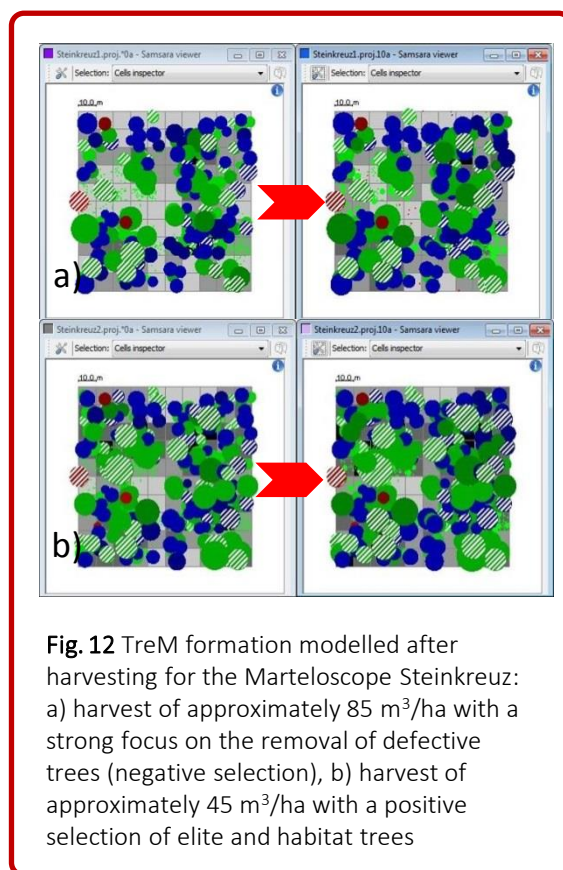 Steinkreuz1.proj.*0a - Samsara viewer
Steinkreuz1.proj.10a - Samsara viewer
Selection: Cells inspector
Selection: Cells inspector
10.0 m
10.0 m
a)
Steinkreuz2.proj.*0a - Samsara viewer
Steinkreuz2.proj.10a - Samsara viewer
Selection: Cells inspector
Selection: Cells inspector
10.0 m
10.0 m
b)
Fig. 12 TreM formation modelled after
harvesting for the Marteloscope Steinkreuz:
a) harvest of approximately 85 m³/ha with a
strong focus on the removal of defective
trees (negative selection), b) harvest of
approximately 45 m³/ha with a positive
selection of elite and habitat trees